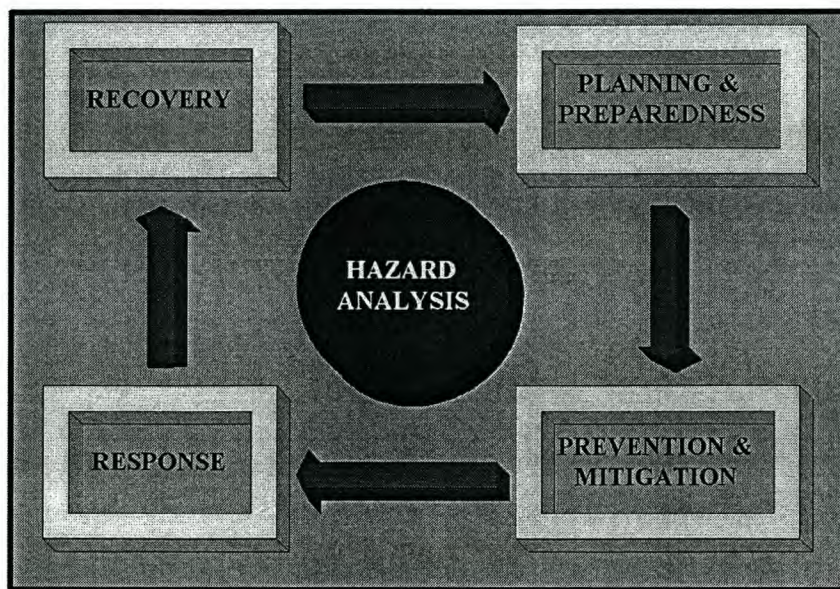 RECOVERY
PLANNING &
PREPAREDNESS
HAZARD
ANALYSIS
RESPONSE
PREVENTION &
MITIGATION